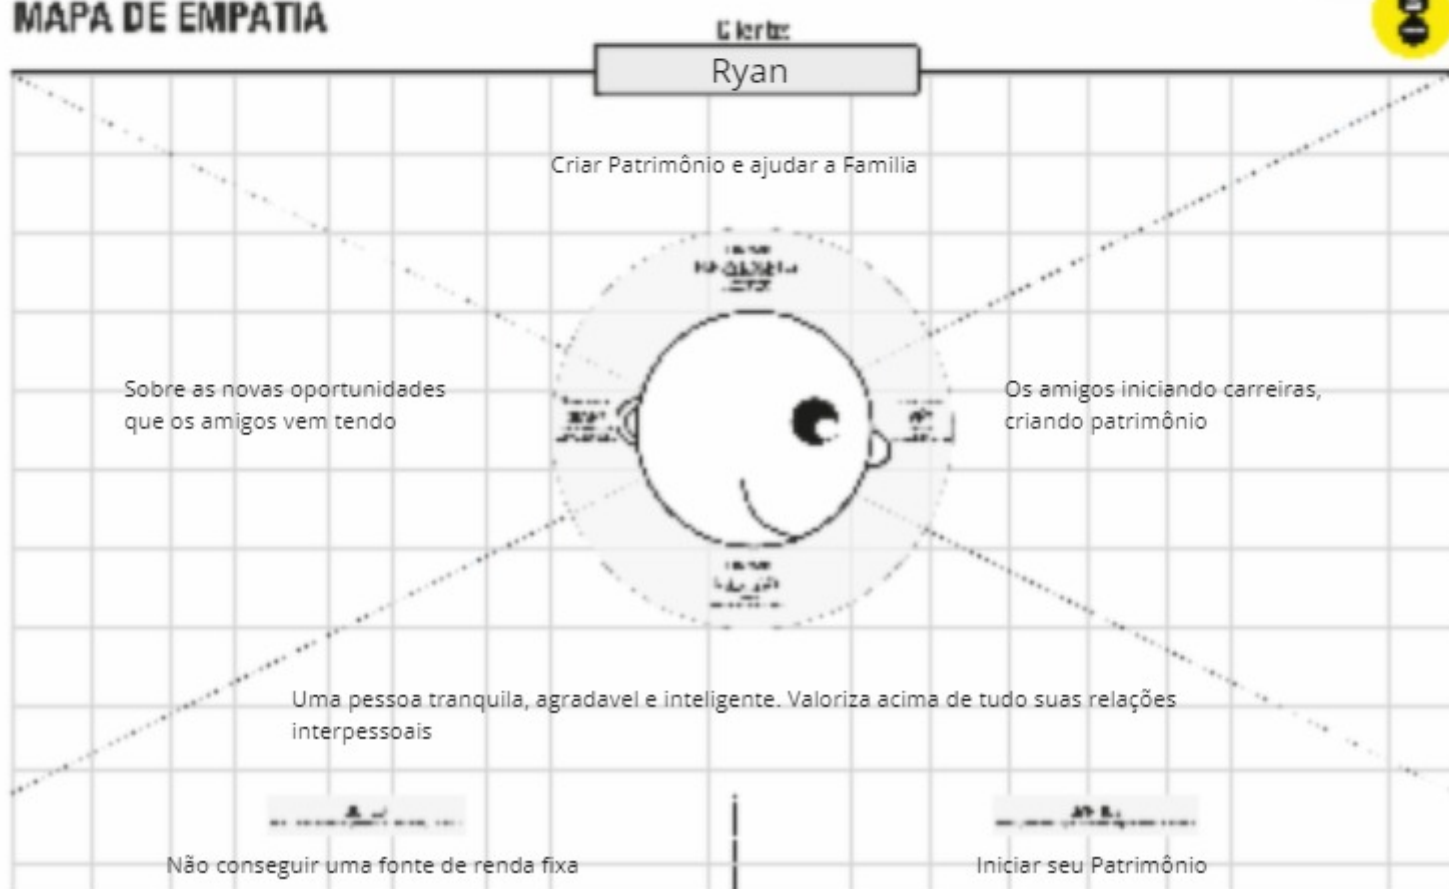 MAPA DE EMPATIA
Ryan
Criar Patrimônio e ajudar a Familia
Sobre as novas oportunidades
que os amigos vem tendo
Os amigos iniciando carreiras,
criando patrimônio
Uma pessoa tranquila, agradavel e inteligente. Valoriza acima de tudo suas relações
interpessoais
Não conseguir uma fonte de renda fixa
Iniciar seu Patrimônio